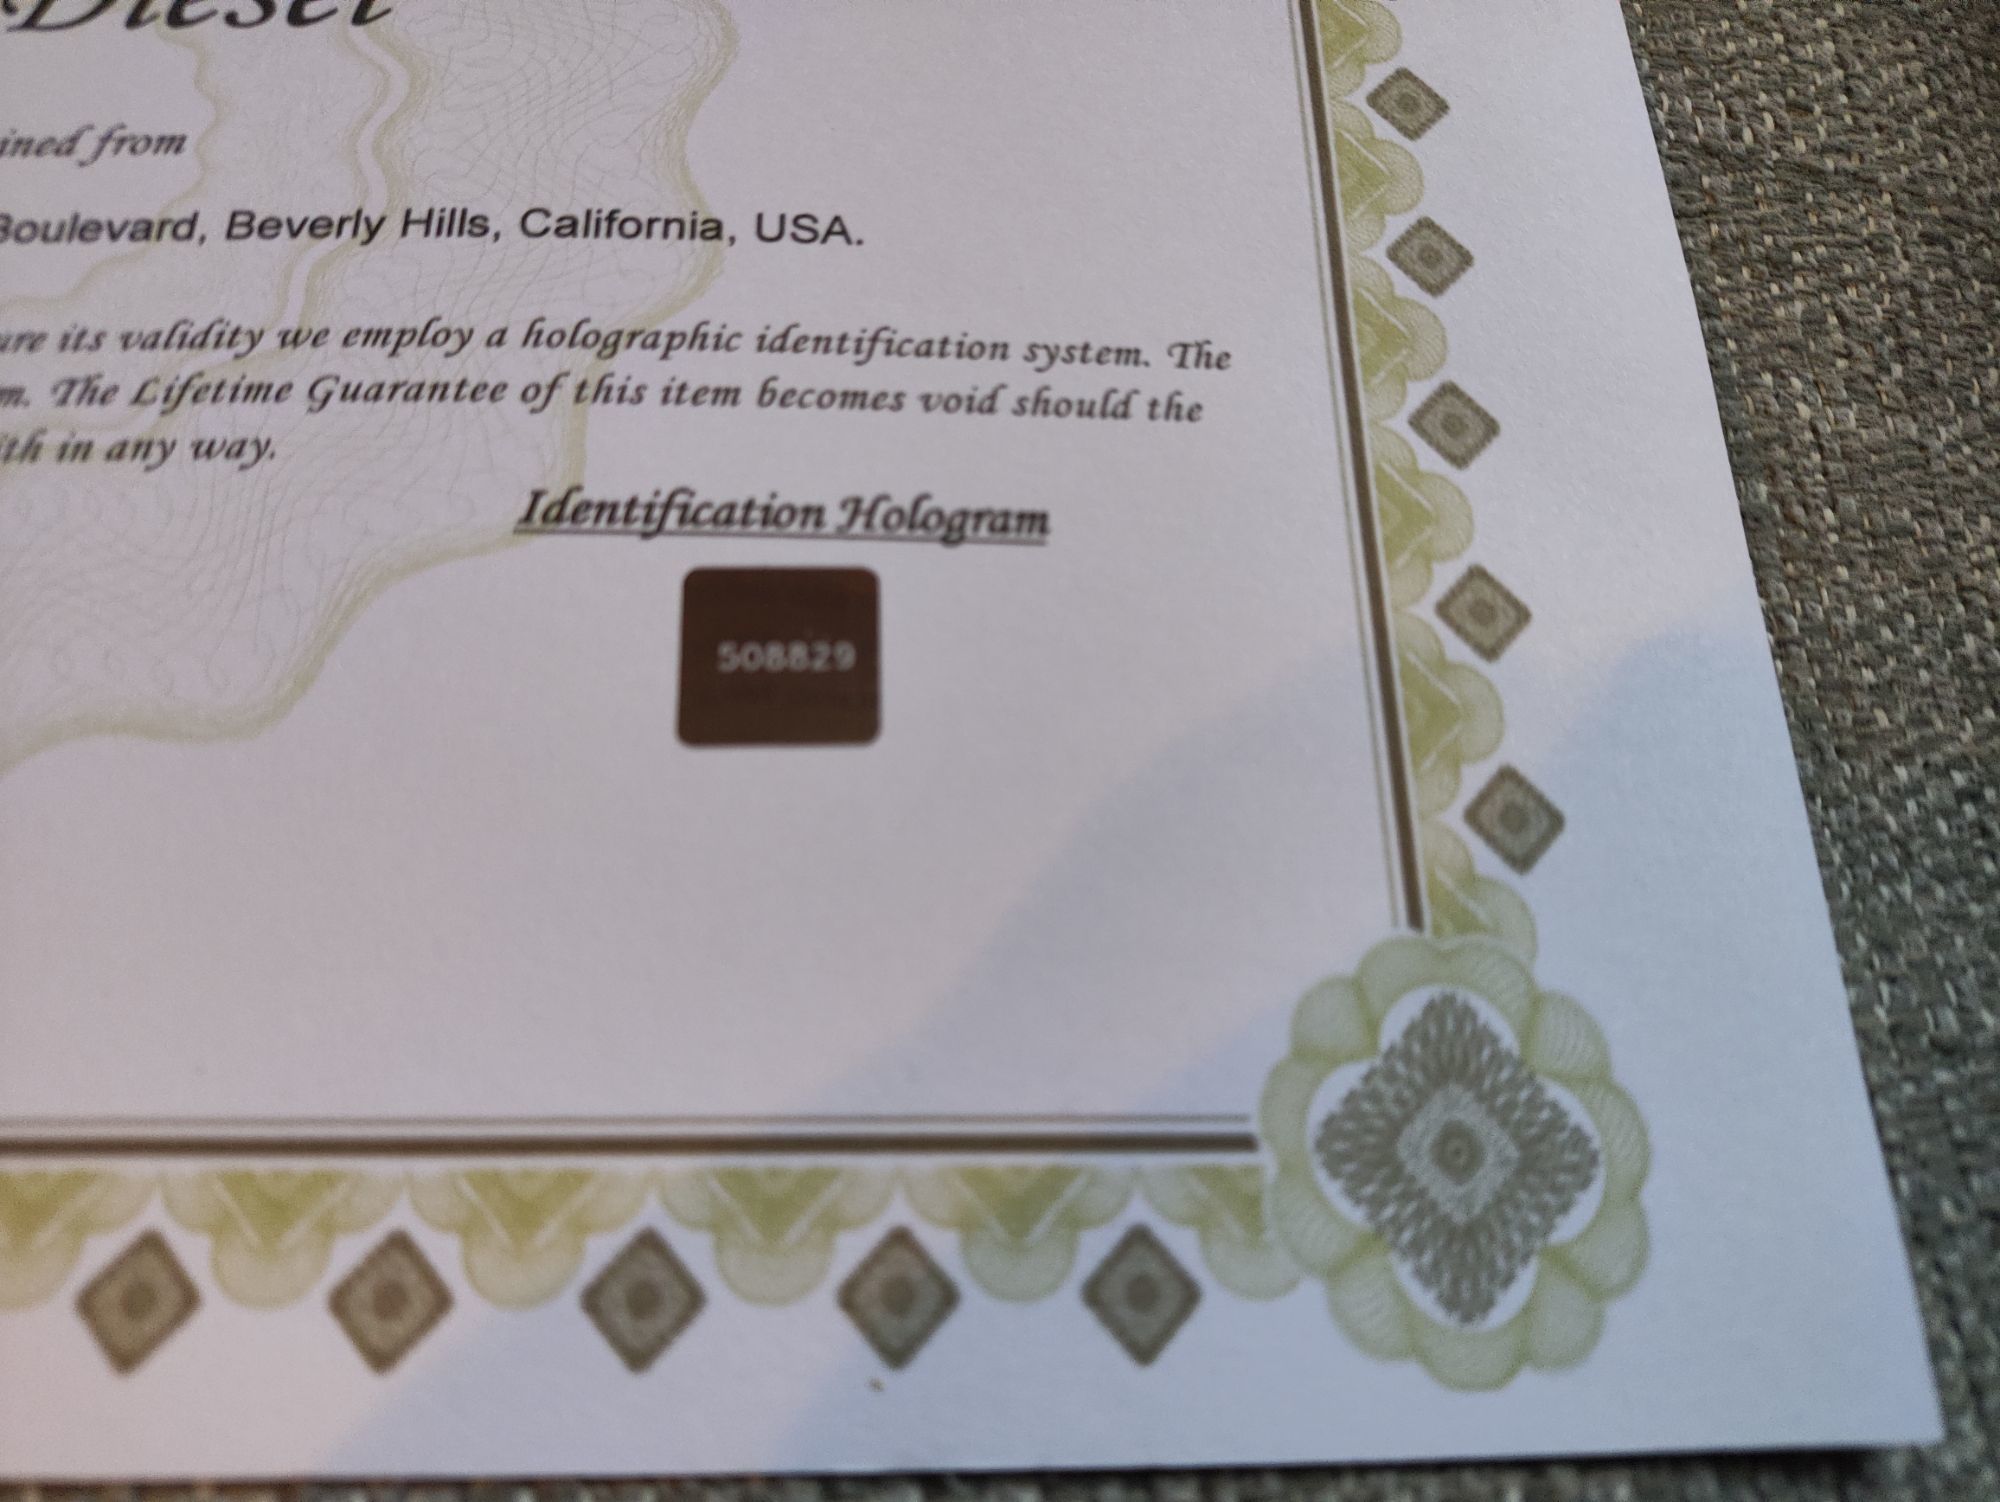 Diesel
ined from
Boulevard, Beverly Hills, California, USA.
ure its validity we employ a holographic identification system. The
m. The Lifetime Guarantee of this item becomes void should the
ith in any way.
Identification Hologram
508829